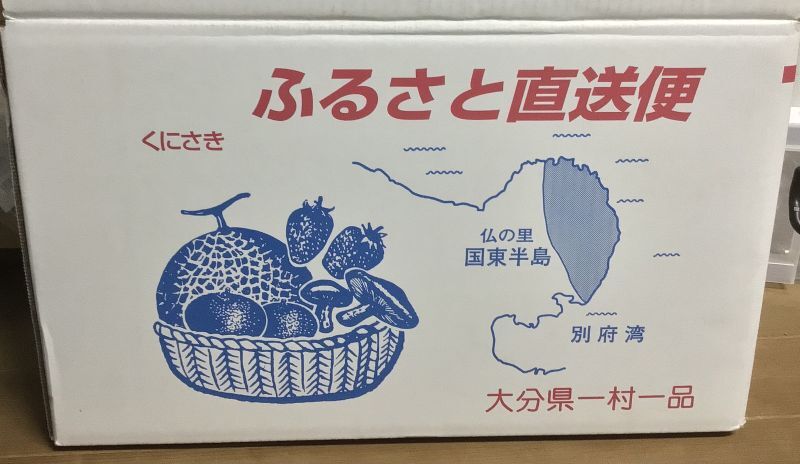 ふるさと直送便
くにさき
仏の里
国東半島
別府湾
大分県一村一品